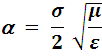 α = σ/2 √(μ/ε)